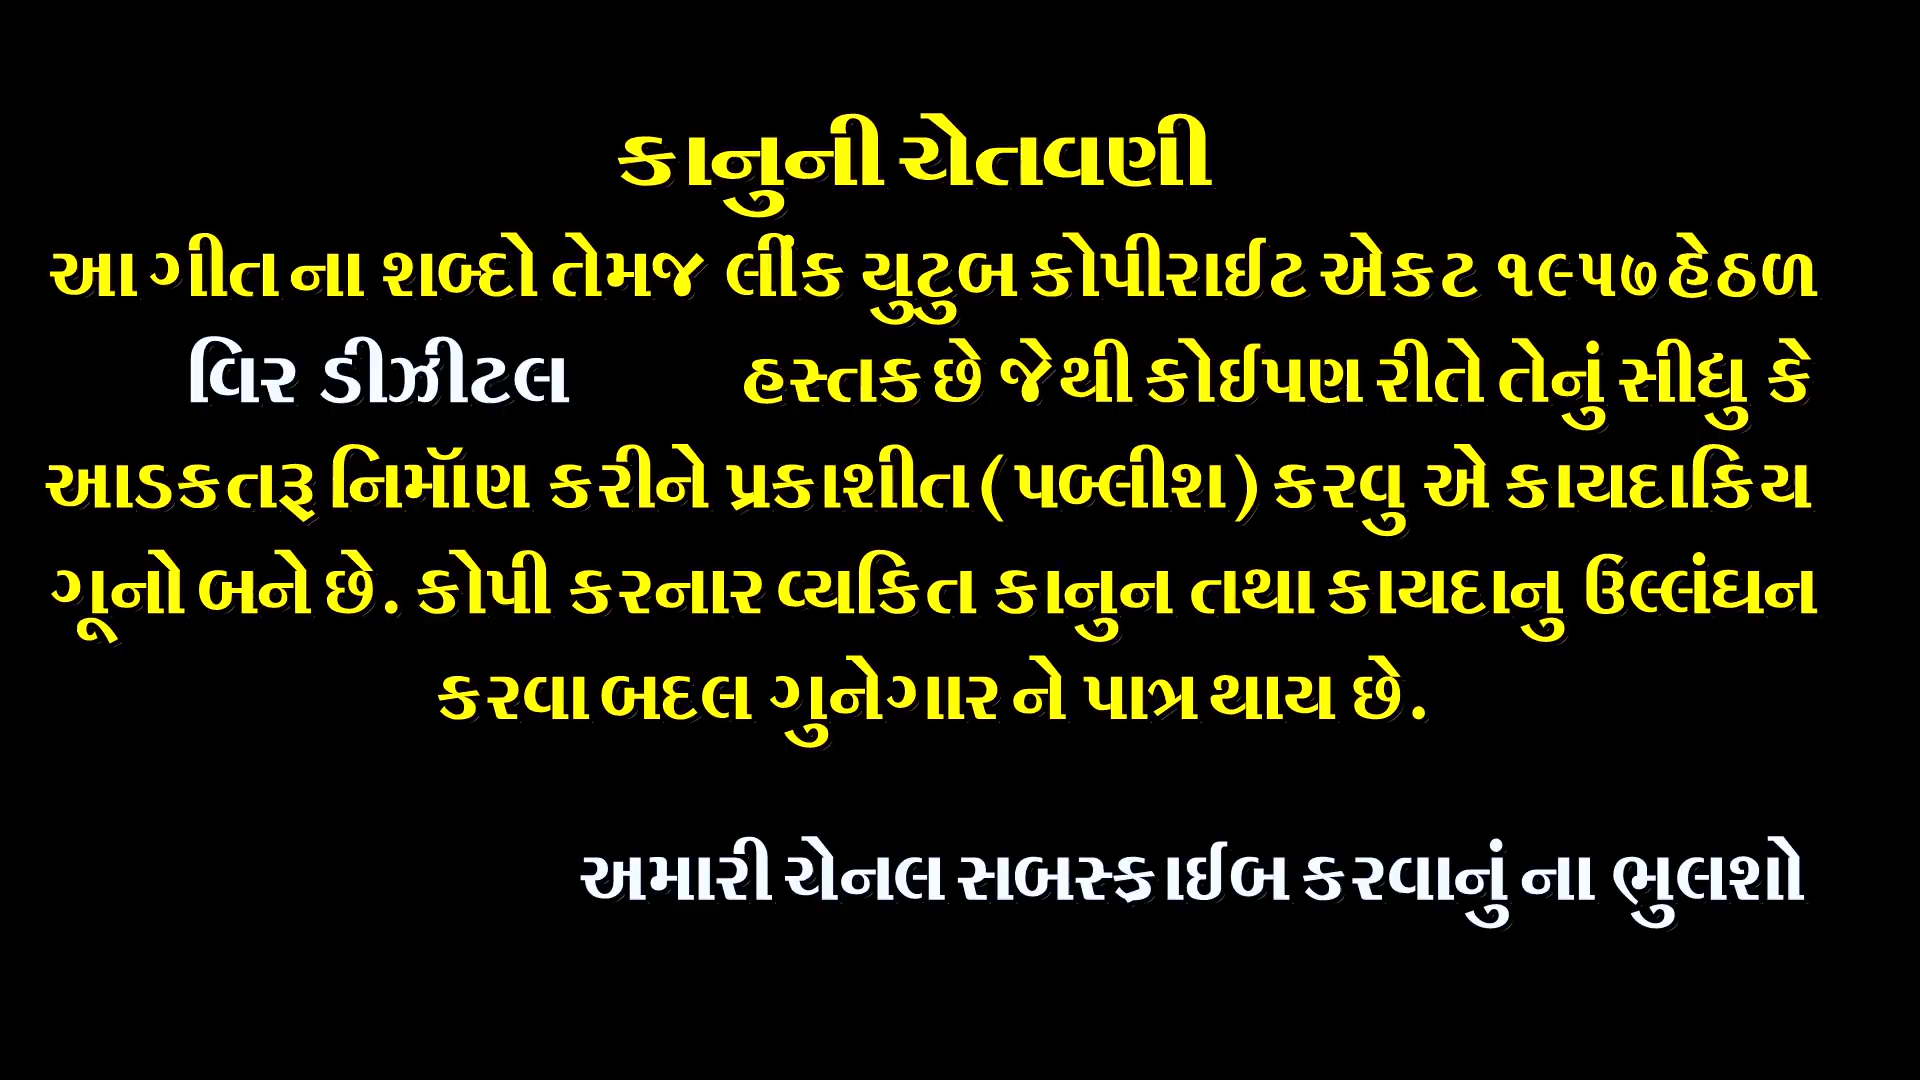 કાનુની ચેતવણી
આ ગીત ના શબ્દો તેમજ લીંક યુટુબ કોપીરાઈટ એકટ ૧૯૫૭ હેઠળ
વિર ડીઝીટલ હસ્તક છે જેથી કોઈપણ રીતે તેનું સીધુ કે
આડકતરૂ નિર્માણ કરીને પ્રકાશીત ( પબ્લીશ ) કરવુ એ કાયદાકિય
ગૂનો બને છે. કોપી કરનાર વ્યકિત કાનુન તથા કાયદાનુ ઉલ્લંઘન
કરવા બદલ ગુનેગાર ને પાત્ર થાય છે.
અમારી ચેનલ સબસ્ક્રાઈબ કરવાનું ના ભુલશો